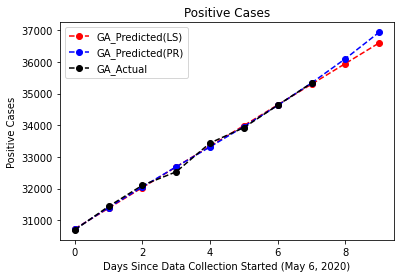 Positive Cases
GA_Predicted(LS)
GA_Predicted(PR)
GA_Actual
37000
36000
35000
34000
33000
32000
31000
Positive Cases
0 2 4 6 8
Days Since Data Collection Started (May 6, 2020)